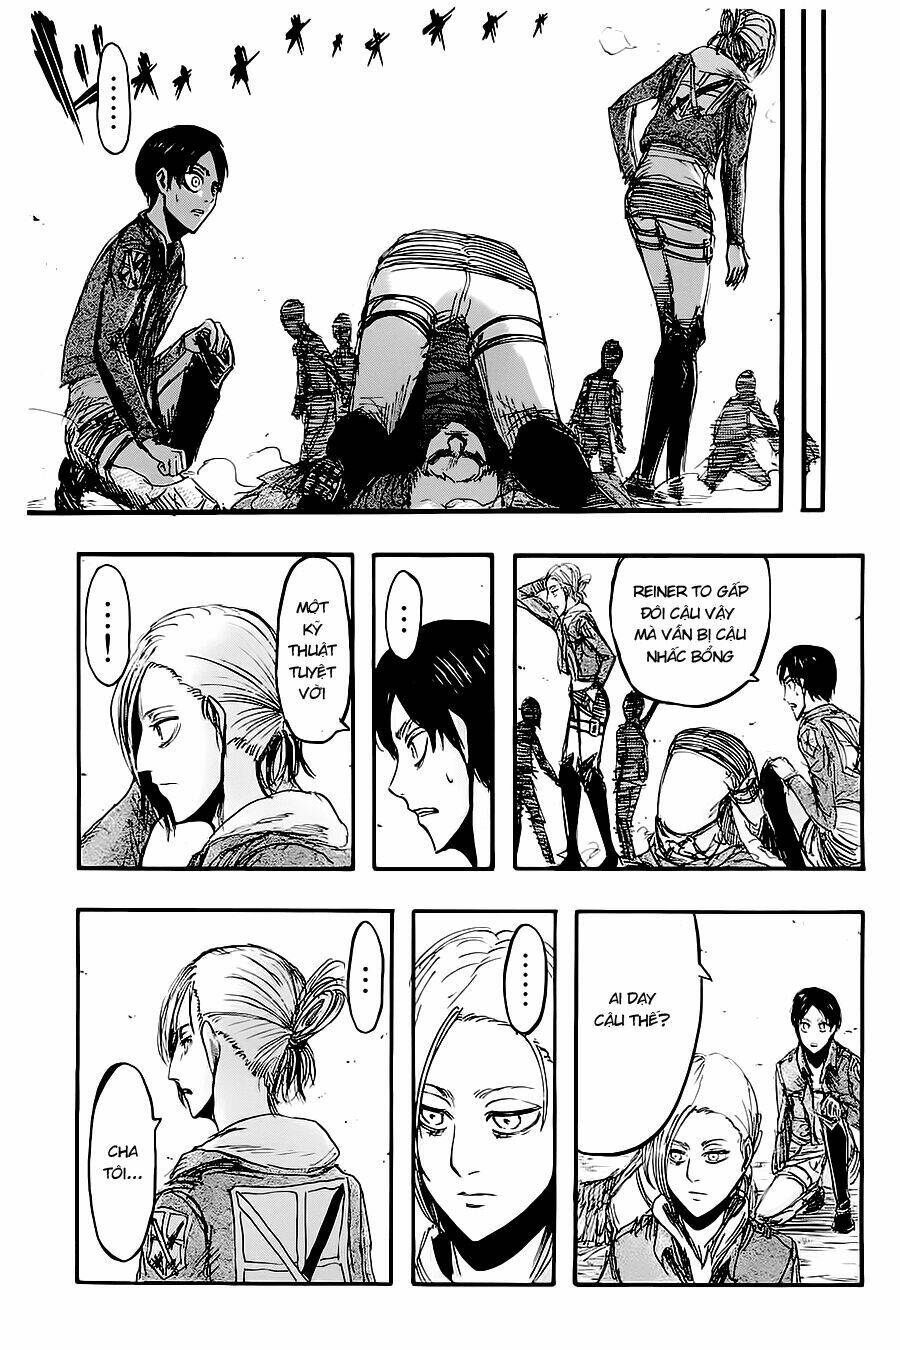 ......
REINER TO GẤP
ĐÔI CẬU VẬY
MÀ VẪN BỊ CẬU
NHẤC BỔNG
...
MỘT
KỸ
THUẬT
TUYỆT
VỜI
...!
AI DẠY
CẬU THẾ?
.....
.....
CHA
TÔI...